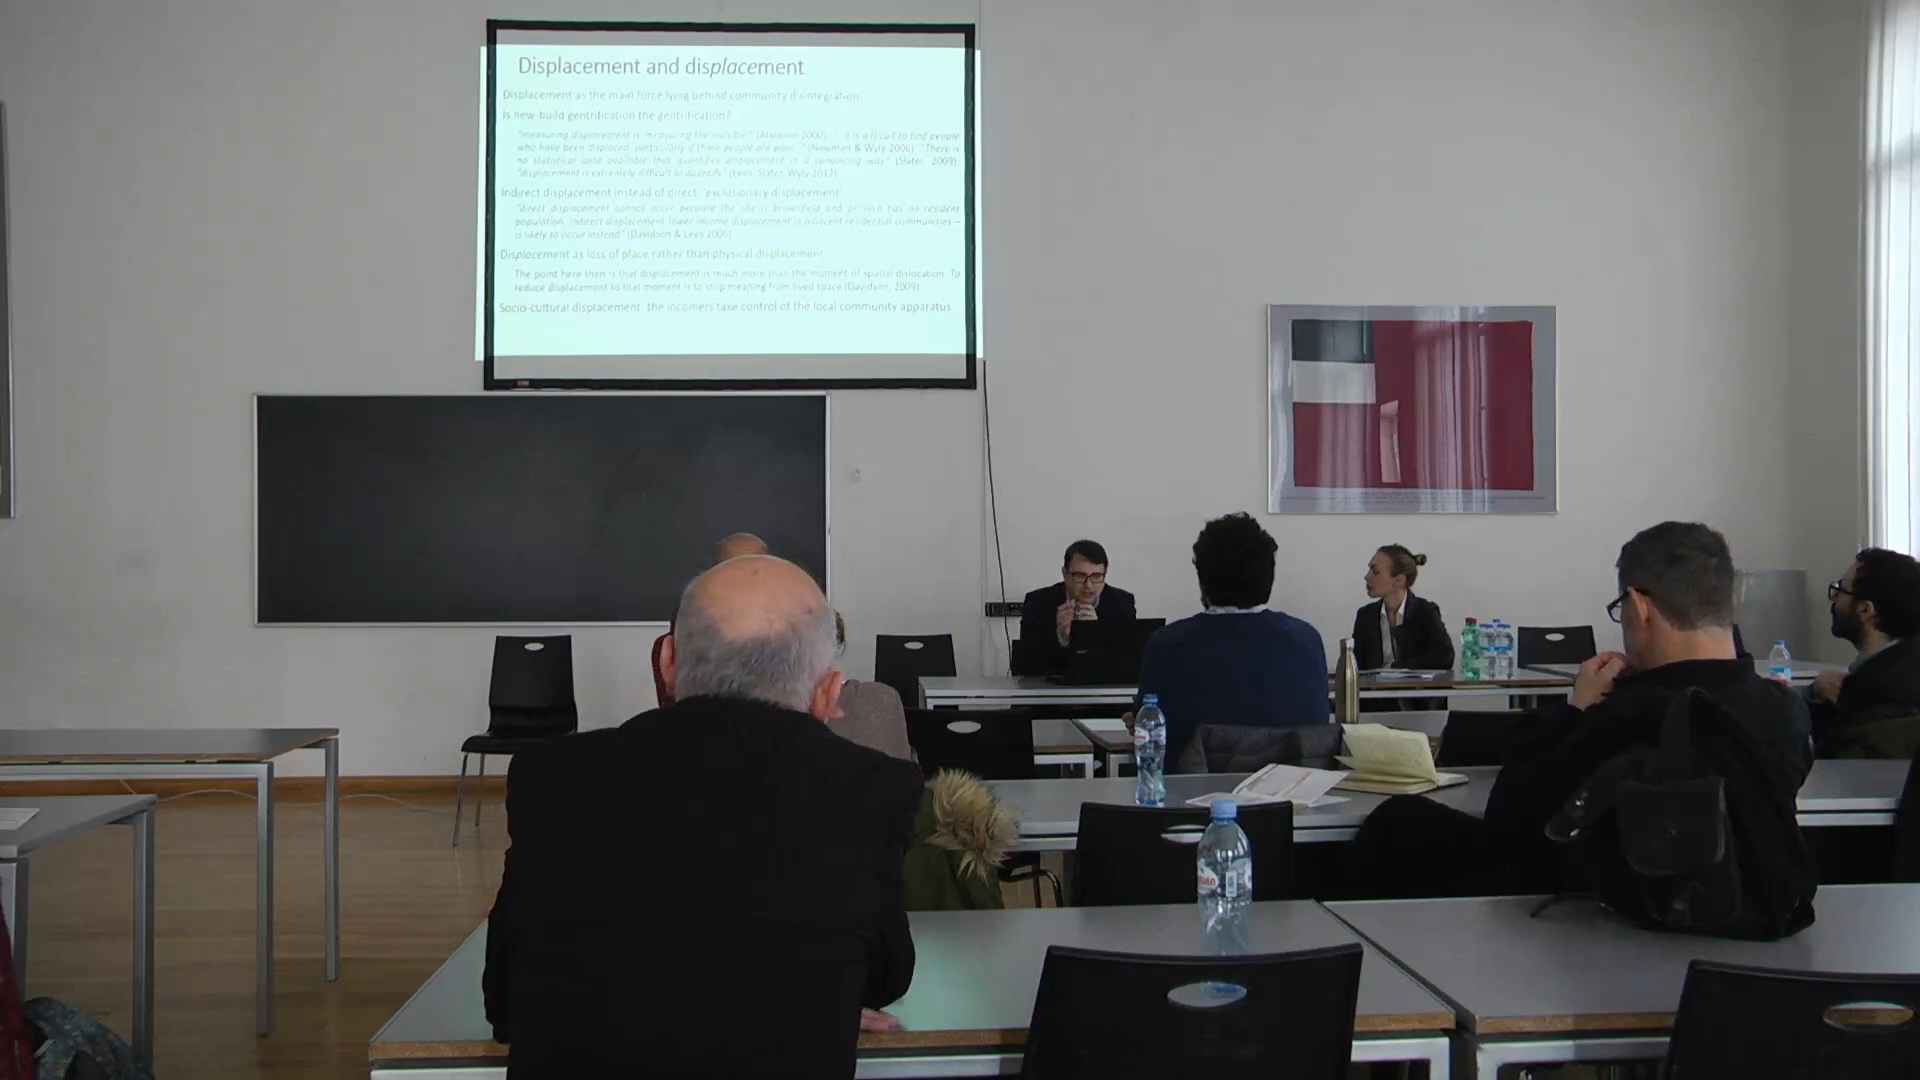 Displacement and displacement
Displacement as the main force lying behind community disintegration
Is new build gentrification the gentrification?
"measuring displacement is measuring the invisible" (Atkinson 2000); "it is difficult to find people
who have been displaced, particularly if those people are poor..." (Newman & Wyly 2006); "There is
no statistical data available that quantifies displacement in a convincing way" (Slater, 2009);
"displacement is extremely difficult to quantify" (Lees, Slater, Wyly
Indirect displacement instead of direct: 'exclusionary displacement'
"direct displacement cannot occur because the site is brownfield and as such has no resident
population, indirect displacement lower-income displacement in adjacent residential communities –
is likely to occur instead" (Davidson & Lees 2005)
Displacement as loss of place rather than physical displacement
The point here then is that displacement is much more than the moment of spatial dislocation. To
reduce displacement to that moment is to strip meaning from lived space (Davidson, 2009)
Socio-cultural displacement: the incomers take control of the local community apparatus